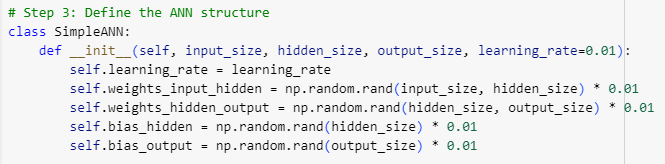 # Step 3: Define the ANN structure
class SimpleANN:
    def __init__(self, input_size, hidden_size, output_size, learning_rate=0.01):
        self.learning_rate = learning_rate
        self.weights_input_hidden = np.random.rand(input_size, hidden_size) * 0.01
        self.weights_hidden_output = np.random.rand(hidden_size, output_size) * 0.01
        self.bias_hidden = np.random.rand(hidden_size) * 0.01
        self.bias_output = np.random.rand(output_size) * 0.01